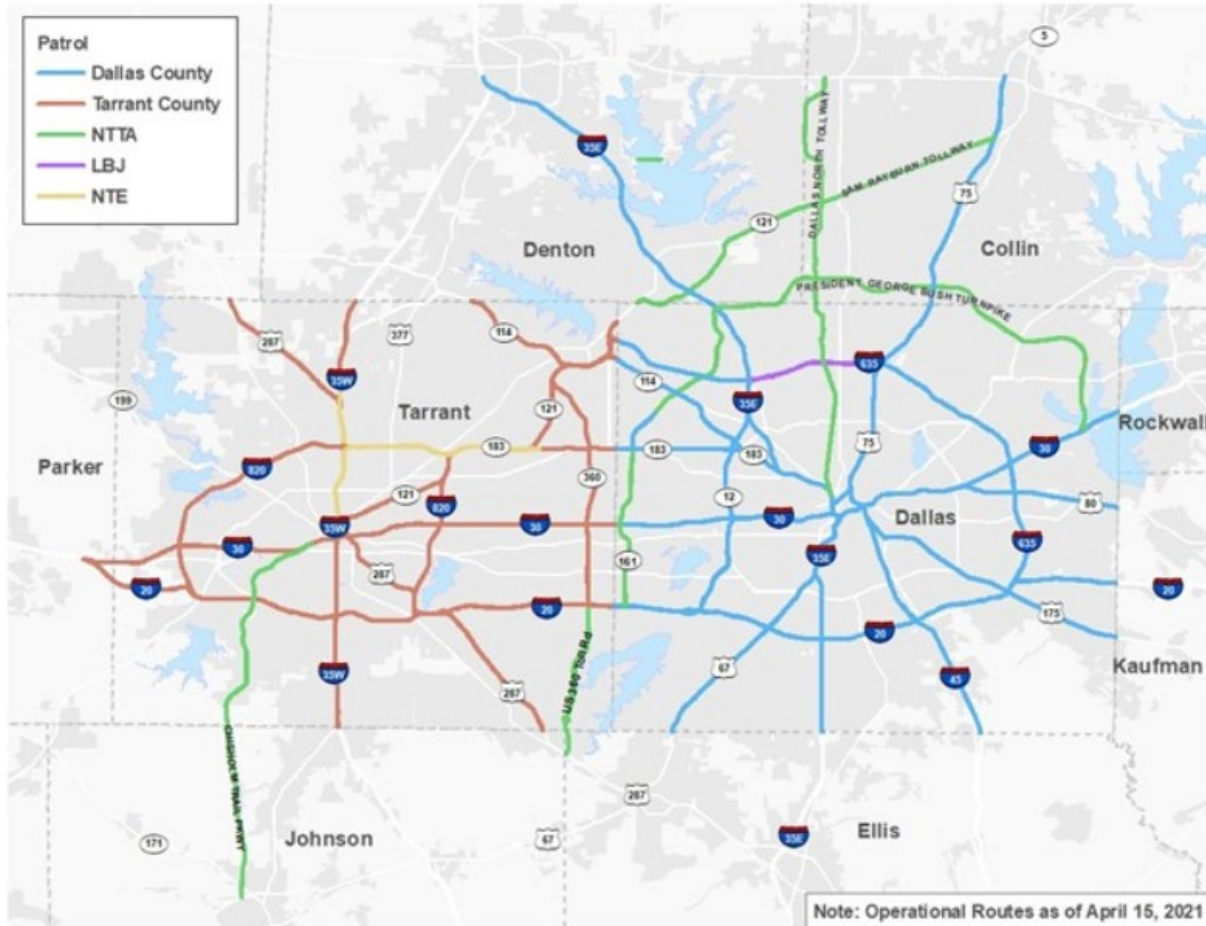 Patrol
Dallas County
Tarrant County
NTTA
LBJ
NTE
5
35E
DALLAS NORTH TOLLWAY
SAM RAYBURN TOLLWAY
75
121
Denton
Collin
PRESIDENT GEORGE BUSH TURNPIKE
287
377
114
35W
199
Tarrant
121
114
635
35E
Rockwall
Parker
820
183
183
183
75
30
360
121
820
12
80
35W
30
30
Dallas
30
161
35E
635
287
20
20
20
175
20
67
35W
287
US 360 Toll Rd
45
Kaufman
CHISHOLM TRAIL PKWY
287
Johnson
67
35E
Ellis
171
Note: Operational Routes as of April 15, 2021